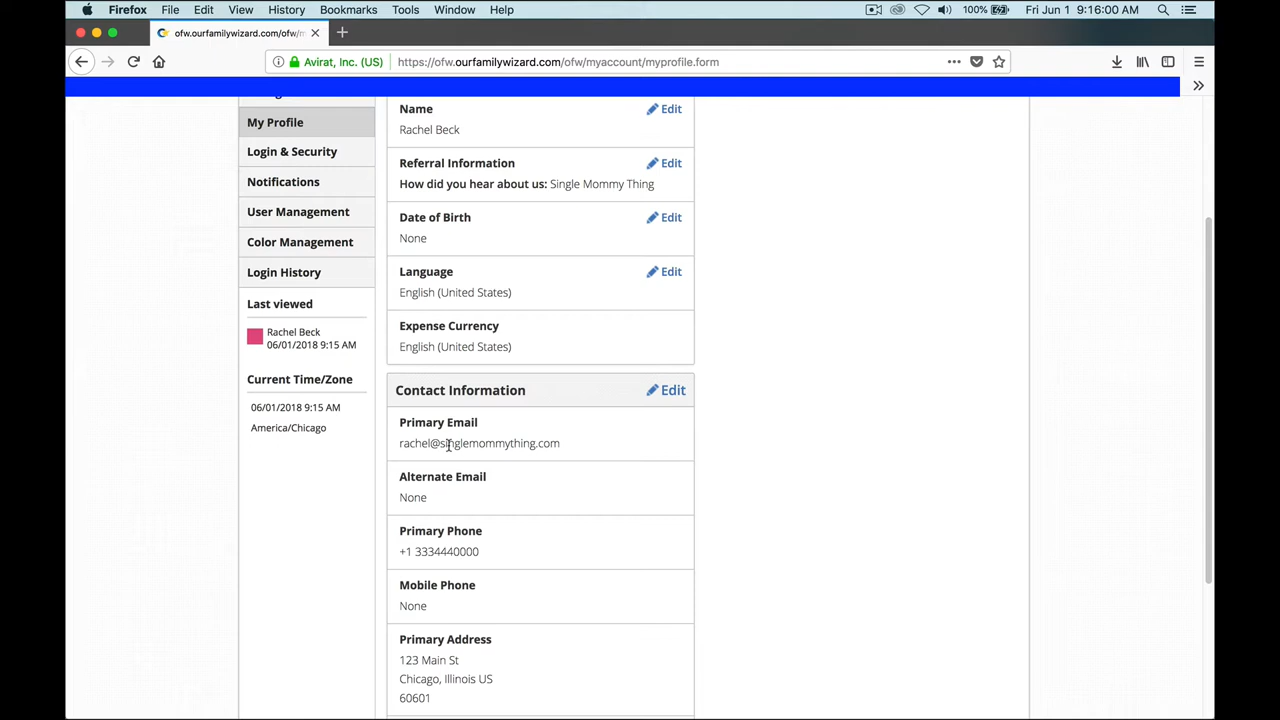 Firefox File Edit View History Bookmarks Tools Window Help 100% Fri Jun 1 9:16:00 AM
ofw.ourfamilywizard.com/ofw/m
Avirat, Inc. (US) https://ofw.ourfamilywizard.com/ofw/myaccount/myprofile.form
My Profile
Login & Security
Notifications
User Management
Color Management
Login History
Last viewed
Rachel Beck
06/01/2018 9:15 AM
Current Time/Zone
06/01/2018 9:15 AM
America/Chicago
Name Edit
Rachel Beck
Referral Information Edit
How did you hear about us: Single Mommy Thing
Date of Birth Edit
None
Language Edit
English (United States)
Expense Currency
English (United States)
Contact Information Edit
Primary Email
rachel@singlemommything.com
Alternate Email
None
Primary Phone
+1 3334440000
Mobile Phone
None
Primary Address
123 Main St
Chicago, Illinois US
60601